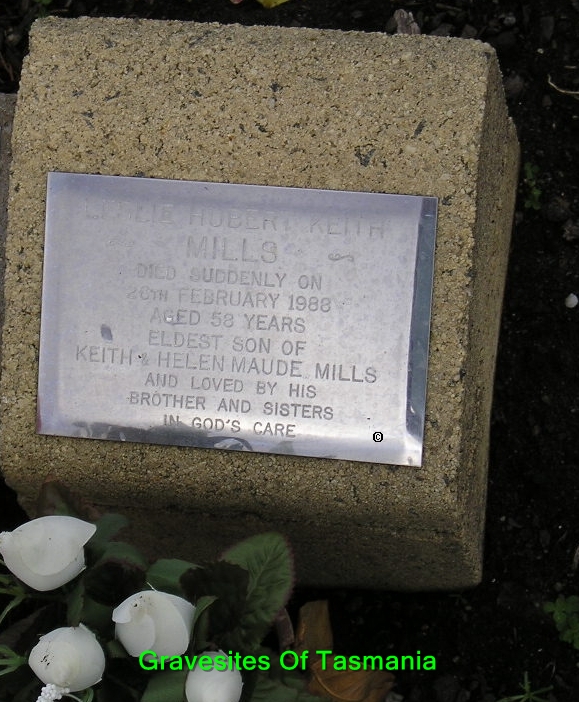 LESLIE HUBERT KEITH
MILLS
DIED SUDDENLY ON
26TH FEBRUARY 1988
AGED 58 YEARS
ELDEST SON OF
KEITH & HELEN MAUDE MILLS
AND LOVED BY HIS
BROTHER AND SISTERS
IN GOD'S CARE
©
Gravesites Of Tasmania